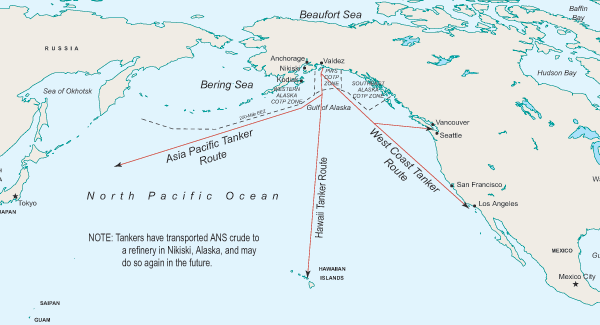 Beaufort Sea
Baffin
Bay
RUSSIA
Anchorage
Valdez
Nikiski
Kodiak
PWS
COTP
ZONE
Hudson Bay
Bering Sea
Sea of Okhotsk
WESTERN
ALASKA
COTP ZONE
SOUTHEAST
ALASKA
COTP ZONE
Gulf of Alaska
Vancouver
Seattle
Asia Pacific Tanker
Route
West Coast Tanker
Route
Hawaii Tanker Route
San Francisco
Los Angeles
North Pacific Ocean
Tokyo
JAPAN
NOTE: Tankers have transported ANS crude to
a refinery in Nikiski, Alaska, and may
do so again in the future.
HAWAIIAN
ISLANDS
MEXICO
Mexico City
SAIPAN
GUAM